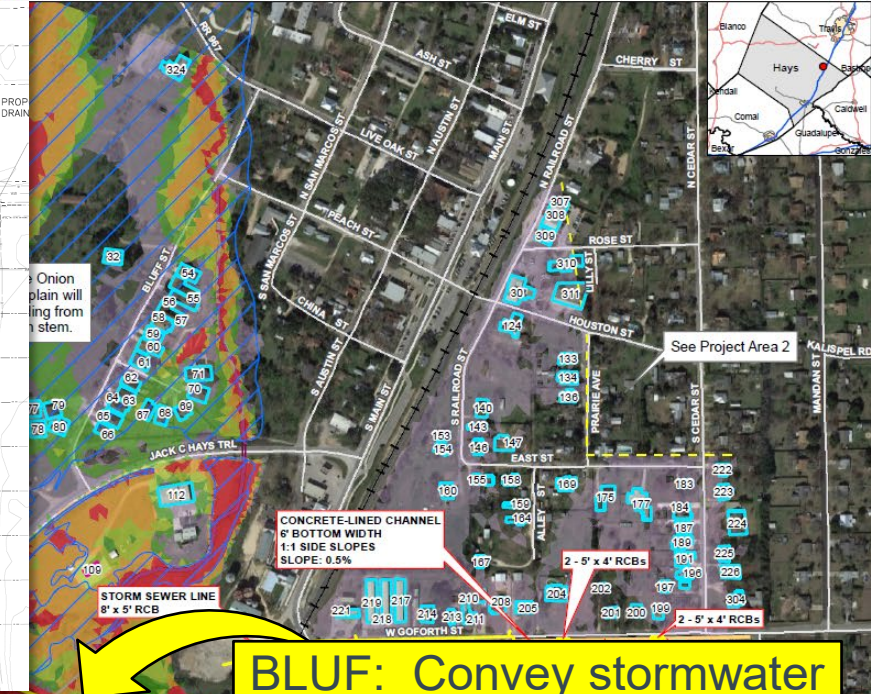 PROP
DRAIN
324
RR 967
ELM ST
ASH ST
CHERRY ST
LIVE OAK ST
N SAN MARCOS ST
N AUSTIN ST
MAIN ST
N RAILROAD ST
N CEDAR ST
Blanco
Travis
Hays
Bastrop
Kendall
Comal
Caldwell
Guadalupe
Bexar
Gonzales
PEACH ST
S SAN MARCOS ST
307
308
309
ROSE ST
32
BLUFF ST
54
55
56
58
57
59
60
61
310
LILLY ST
301
311
e Onion
plain will
ling from
n stem.
CHINA ST
124
HOUSTON ST
See Project Area 2
KALISPEL RD
MANDAN ST
S AUSTIN ST
S MAIN ST
S RAILROAD ST
133
134
136
PRAIRIE AVE
S CEDAR ST
62
71
70
64
63
69
65
67
68
66
77
79
78
80
140
143
153
154
146
147
JACK C HAYS TRL
EAST ST
112
155
158
160
159
164
ALLEY ST
169
175
177
183
222
223
184
224
187
189
191
225
196
226
109
CONCRETE-LINED CHANNEL
6' BOTTOM WIDTH
1:1 SIDE SLOPES
SLOPE: 0.5%
167
2 - 5' x 4' RCBs
STORM SEWER LINE
8' x 5' RCB
221
219
217
218
214
213
210
211
208
205
204
202
201
200
197
199
304
2 - 5' x 4' RCBs
W GOFORTH ST
BLUF: Convey stormwater